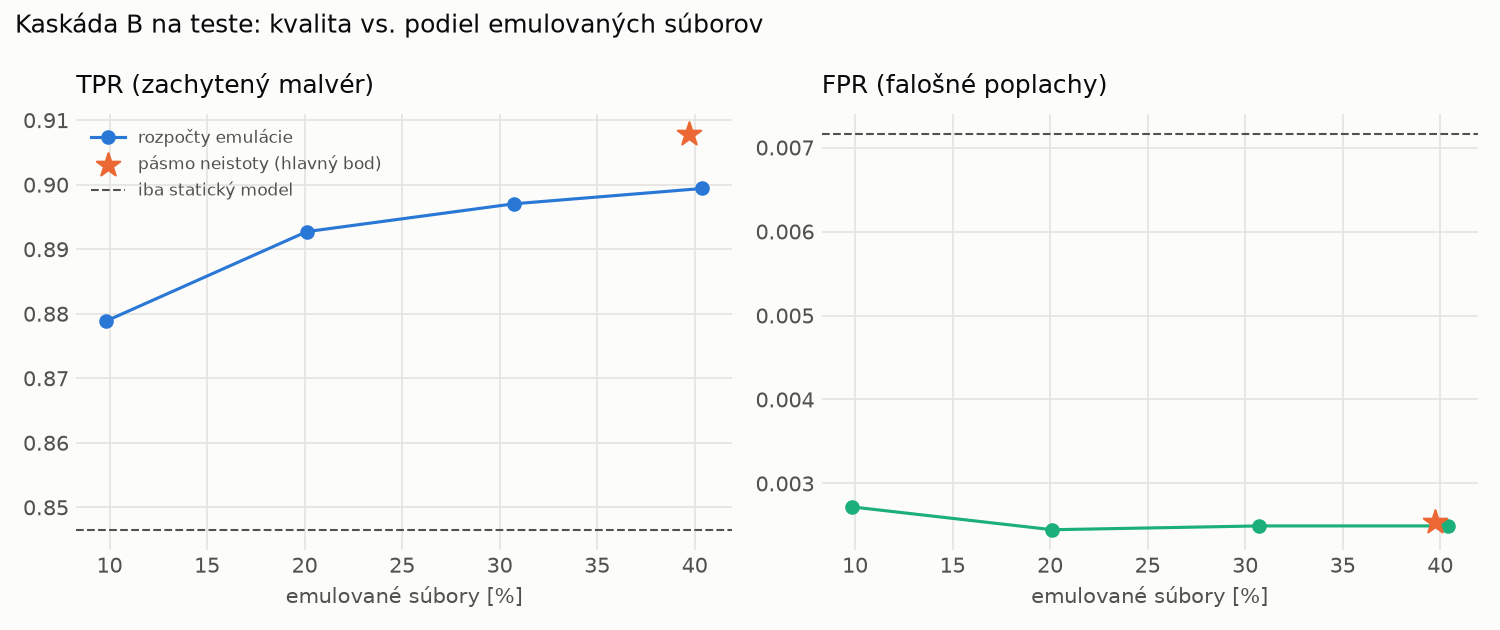 Kaskáda B na teste: kvalita vs. podiel emulovaných súborov
TPR (zachytený malvér)
0.91
0.90
0.89
0.88
0.87
0.86
0.85
rozpočty emulácie
pásmo neistoty (hlavný bod)
iba statický model
10 15 20 25 30 35 40
emulované súbory [%]
FPR (falošné poplachy)
0.007
0.006
0.005
0.004
0.003
10 15 20 25 30 35 40
emulované súbory [%]